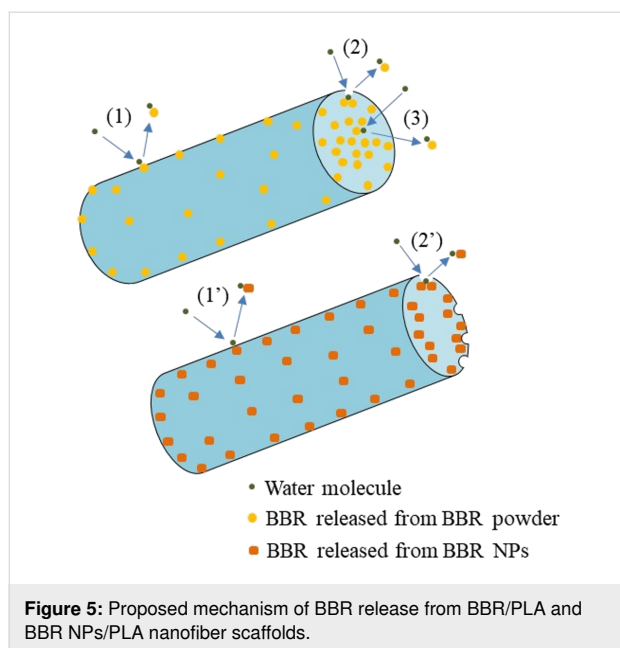 (2)
(1)
(3)
(2’)
(1’)
Water molecule
BBR released from BBR powder
BBR released from BBR NPs
Figure 5: Proposed mechanism of BBR release from BBR/PLA and
BBR NPs/PLA nanofiber scaffolds.